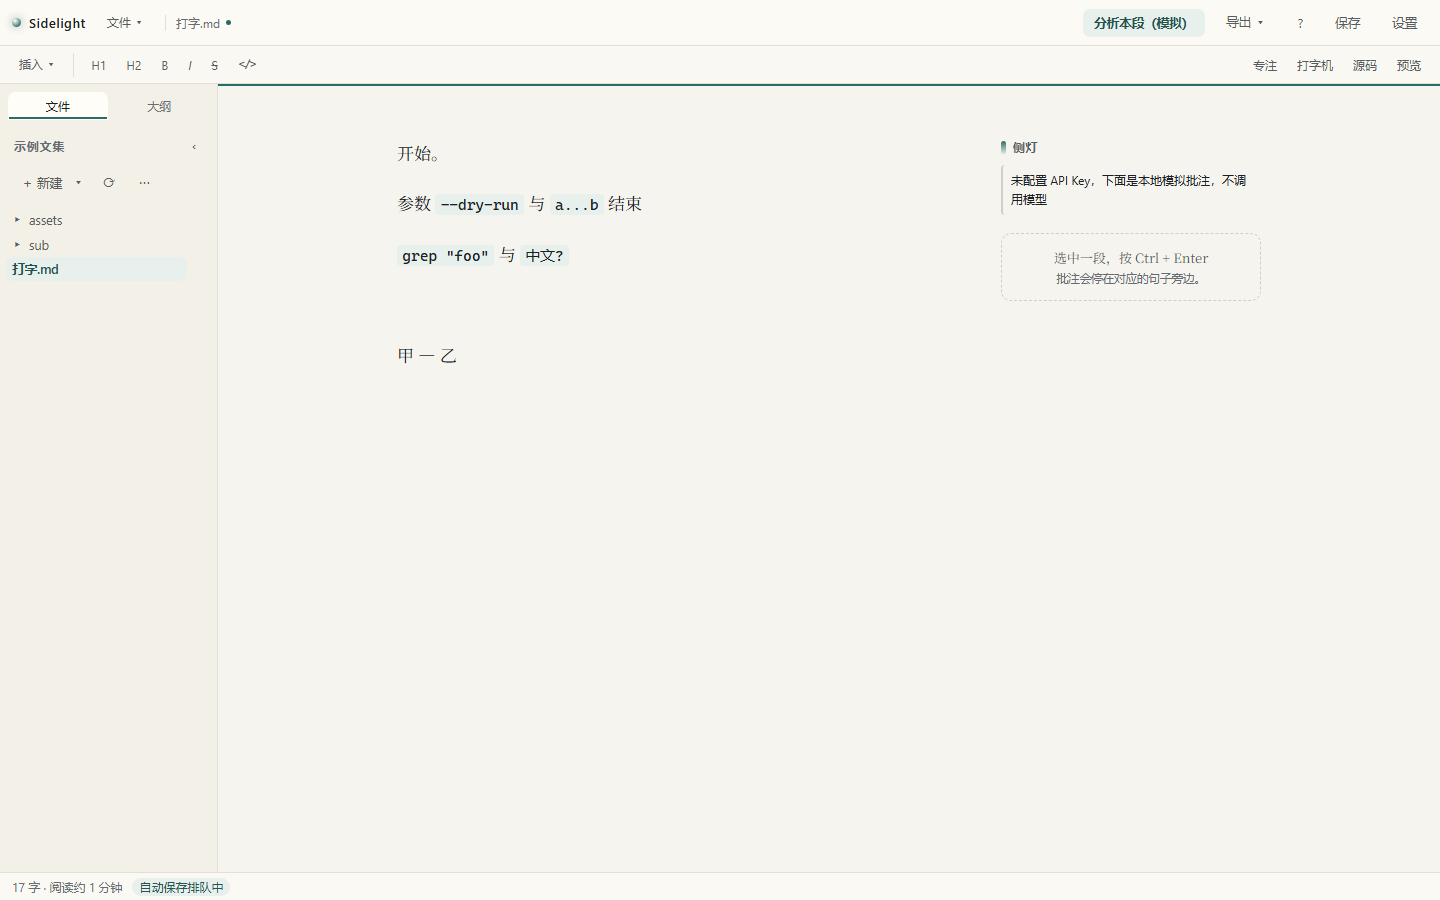 Sidelight 文件 打字.md 分析本段（模拟） 导出 ? 保存 设置
插入 H1 H2 B I S </> 专注 打字机 源码 预览
文件 大纲
示例文集
+ 新建 ...
assets
sub
打字.md
开始。
参数 --dry-run 与 a...b 结束
grep "foo" 与 中文?
甲 — 乙
侧灯
未配置 API Key，下面是本地模拟批注，不调
用模型
选中一段，按 Ctrl + Enter
批注会停在对应的句子旁边。
17 字 · 阅读约 1 分钟 自动保存排队中